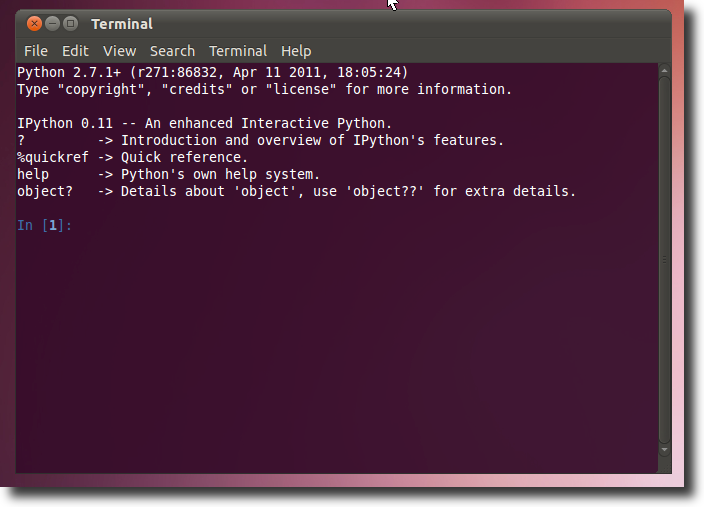 Terminal
File Edit View Search Terminal Help
Python 2.7.1+ (r271:86832, Apr 11 2011, 18:05:24)
Type "copyright", "credits" or "license" for more information.
IPython 0.11 -- An enhanced Interactive Python.
?         -> Introduction and overview of IPython's features.
%quickref -> Quick reference.
help      -> Python's own help system.
object?   -> Details about 'object', use 'object??' for extra details.
In [1]: